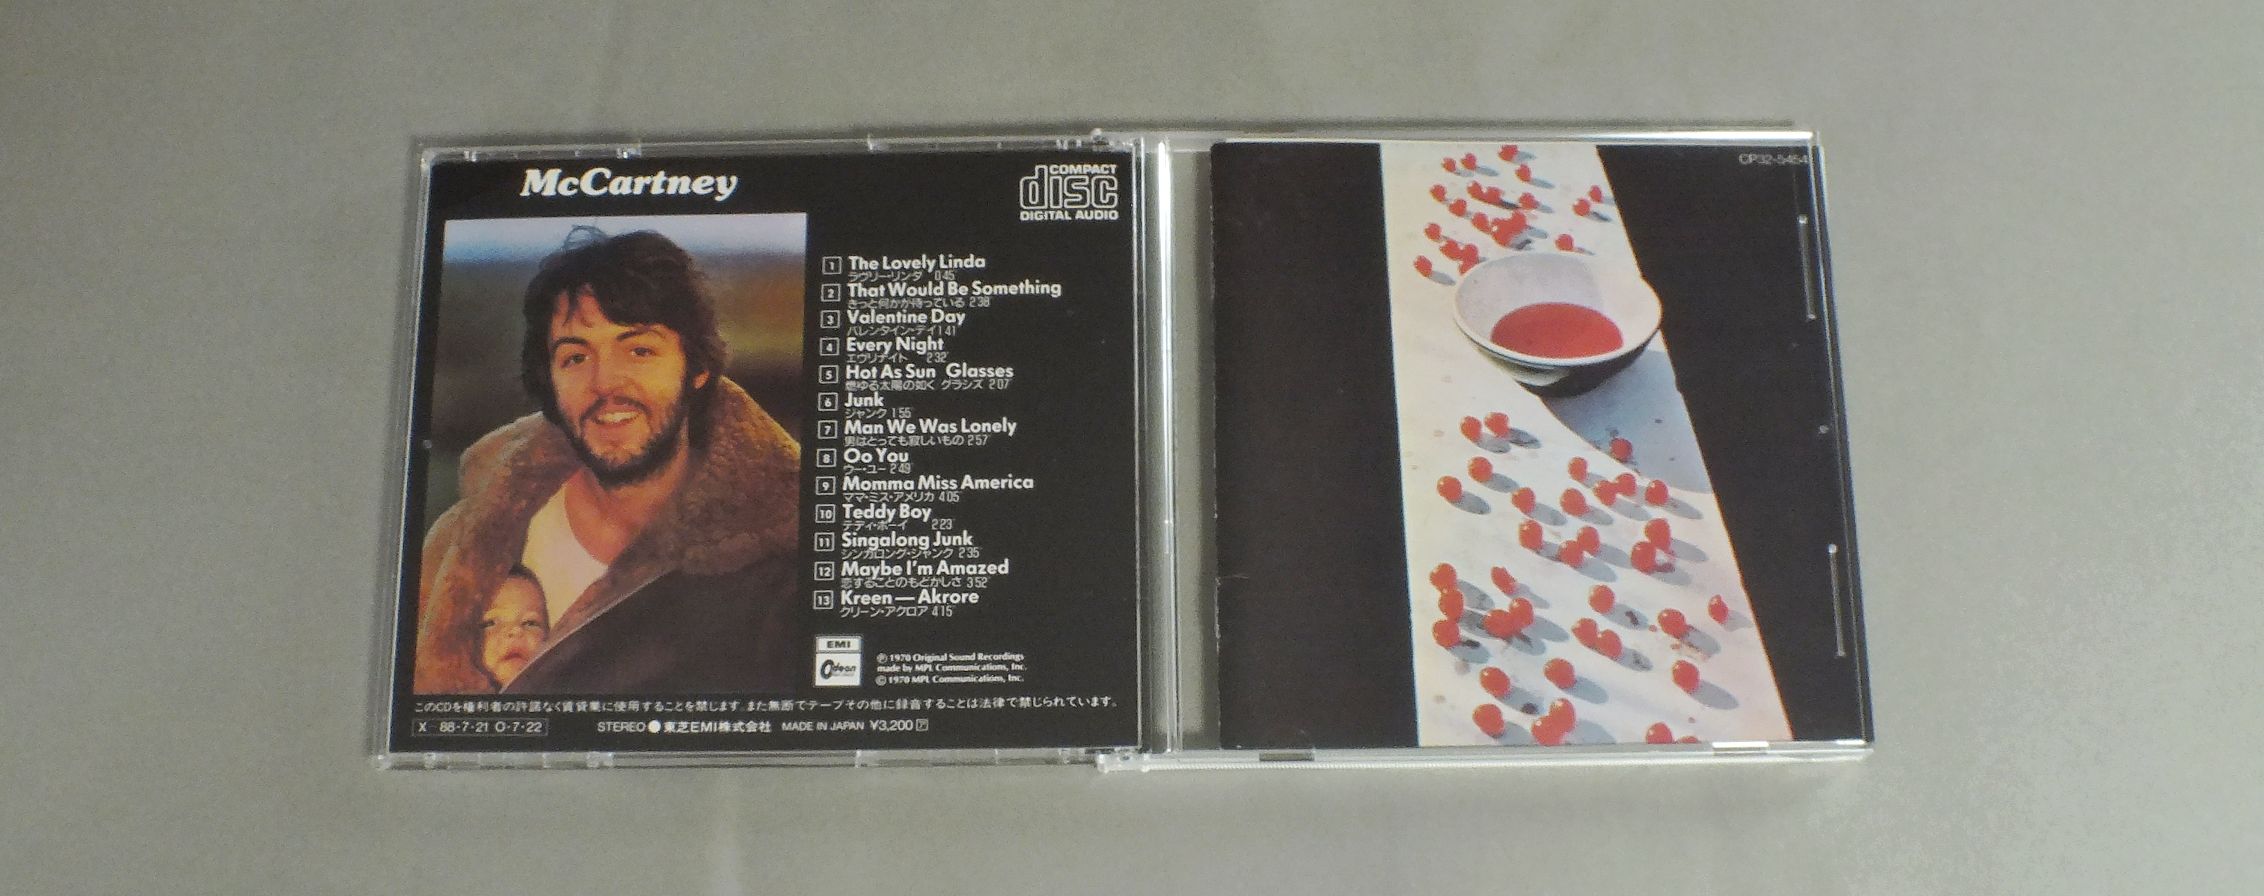 McCartney
COMPACT
disc
DIGITAL AUDIO
1 The Lovely Linda
ラヴリー・リンダ 0'45"
2 That Would Be Something
きっと何かが待っている 2'38"
3 Valentine Day
バレンタイン・デイ 1'41"
4 Every Night
エヴリナイト 2'32"
5 Hot As Sun Glasses
燃ゆる太陽の如く グラシズ 2'07"
6 Junk
ジャンク 1'55"
7 Man We Was Lonely
男はとっても寂しいもの 2'57"
8 Oo You
ウー・ユー 2'49"
9 Momma Miss America
ママ・ミス・アメリカ 4'05"
10 Teddy Boy
テディ・ボーイ 2'23"
11 Singalong Junk
シンガロング・ジャンク 2'35"
12 Maybe I'm Amazed
恋することのもどかしさ 3'52"
13 Kreen — Akrore
クリーン・アクロア 4'15"
EMI
Odeon
Ⓟ 1970 Original Sound Recordings
made by MPL Communications, Inc.
© 1970 MPL Communications, Inc.
このCDを権利者の許諾なく賃貸業に使用することを禁じます。また無断でテープその他に録音することは法律で禁じられています。
X-88・7・21 O・7・22 STEREO ●東芝EMI株式会社 MADE IN JAPAN ¥3,200 ア
CP32-5454